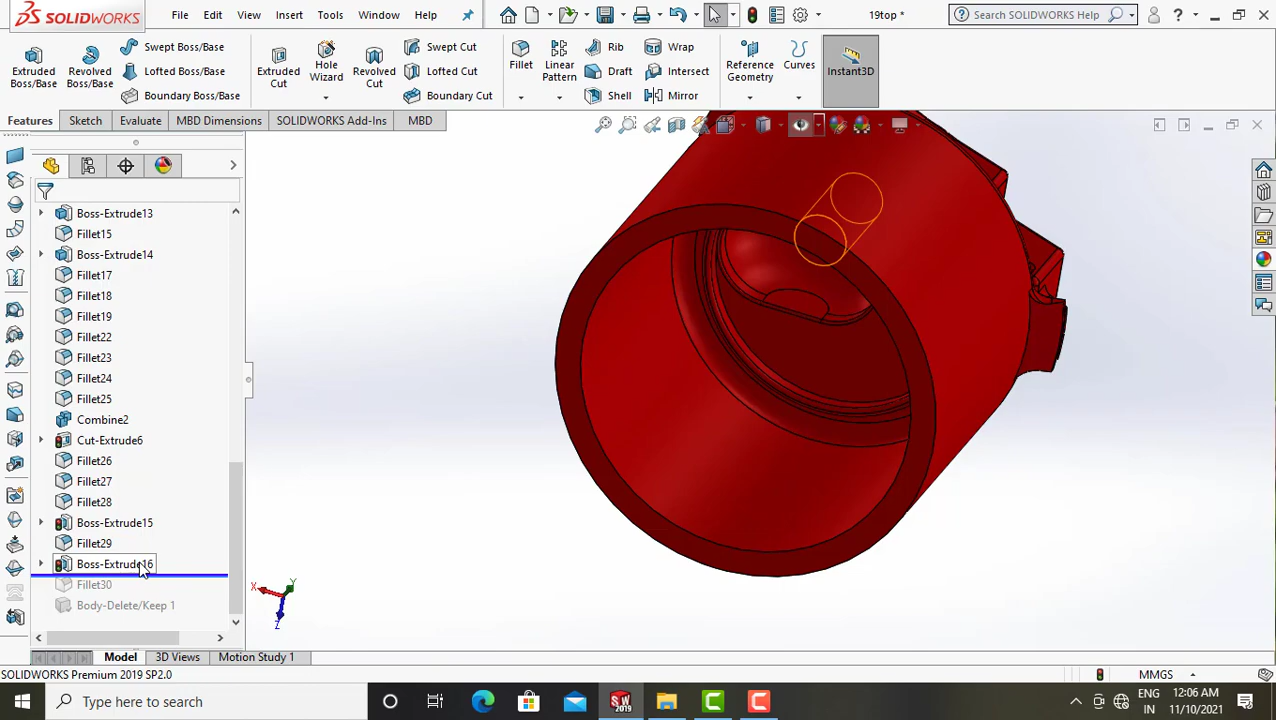 SOLIDWORKS File Edit View Insert Tools Window Help 19top * Search SOLIDWORKS Help ?
Extruded Boss/Base Revolved Boss/Base Swept Boss/Base Lofted Boss/Base Boundary Boss/Base Extruded Cut Hole Wizard Revolved Cut Swept Cut Lofted Cut Boundary Cut Fillet Linear Pattern Rib Draft Shell Wrap Intersect Mirror Reference Geometry Curves Instant3D
Features Sketch Evaluate MBD Dimensions SOLIDWORKS Add-Ins MBD
Boss-Extrude13
Fillet15
Boss-Extrude14
Fillet17
Fillet18
Fillet19
Fillet22
Fillet23
Fillet24
Fillet25
Combine2
Cut-Extrude6
Fillet26
Fillet27
Fillet28
Boss-Extrude15
Fillet29
Boss-Extrude16
Fillet30
Body-Delete/Keep 1
X Y Z
Model 3D Views Motion Study 1
SOLIDWORKS Premium 2019 SP2.0 MMGS
Type here to search SW 2019 ENG IN 12:06 AM 11/10/2021